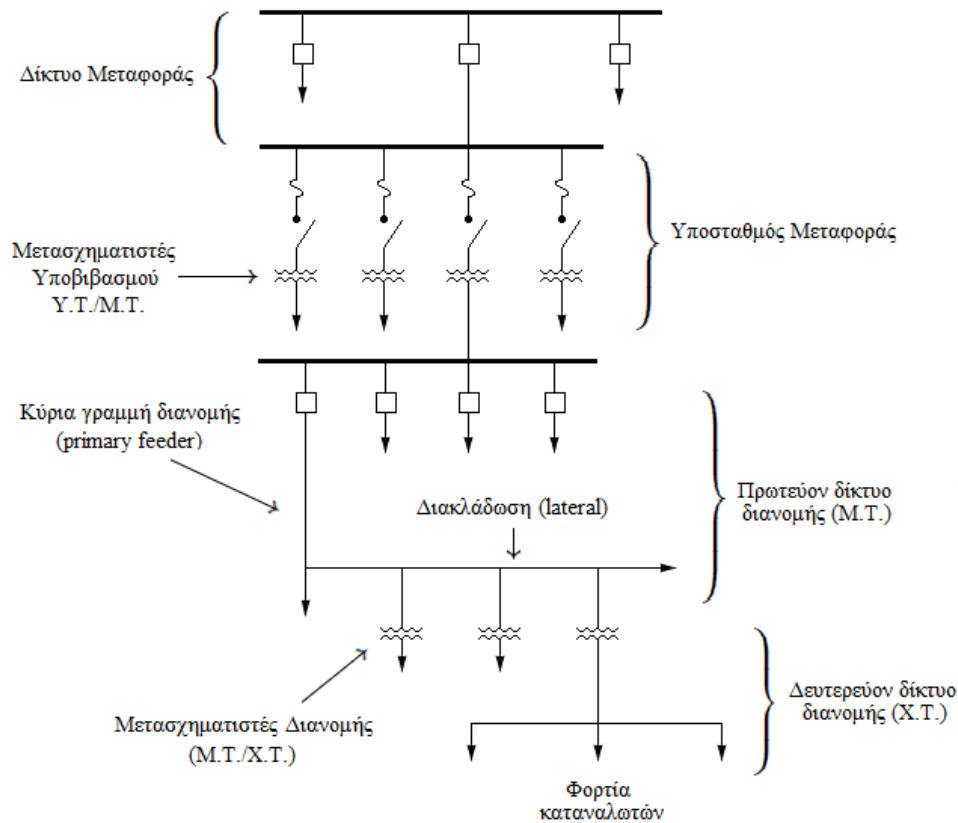 Δίκτυο Μεταφοράς
Υποσταθμός Μεταφοράς
Μετασχηματιστές
Υποβιβασμού
Υ.Τ./Μ.Τ.
Κύρια γραμμή διανομής
(primary feeder)
Πρωτεύον δίκτυο
διανομής (Μ.Τ.)
Διακλάδωση (lateral)
Δευτερεύον δίκτυο
διανομής (Χ.Τ.)
Μετασχηματιστές Διανομής
(Μ.Τ./Χ.Τ.)
Φορτία
καταναλωτών